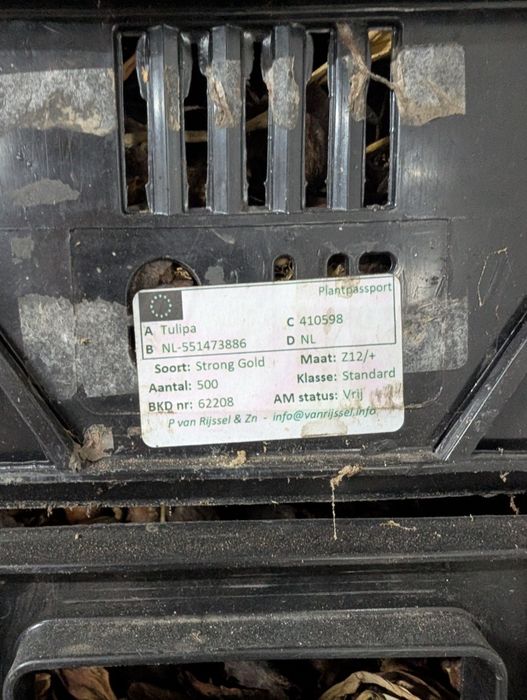 Plantpassport
A Tulipa C 410598
B NL-551473886 D NL
Soort: Strong Gold Maat: Z12/+
Aantal: 500 Klasse: Standard
BKD nr: 62208 AM status: Vrij
P van Rijssel & Zn - info@vanrijssel.info